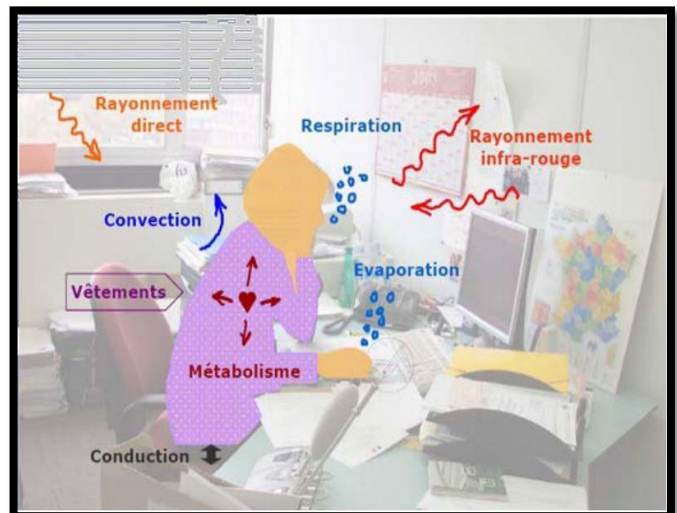 Rayonnement
direct
Respiration
Rayonnement
infra-rouge
Convection
Evaporation
Vêtements
Métabolisme
Conduction